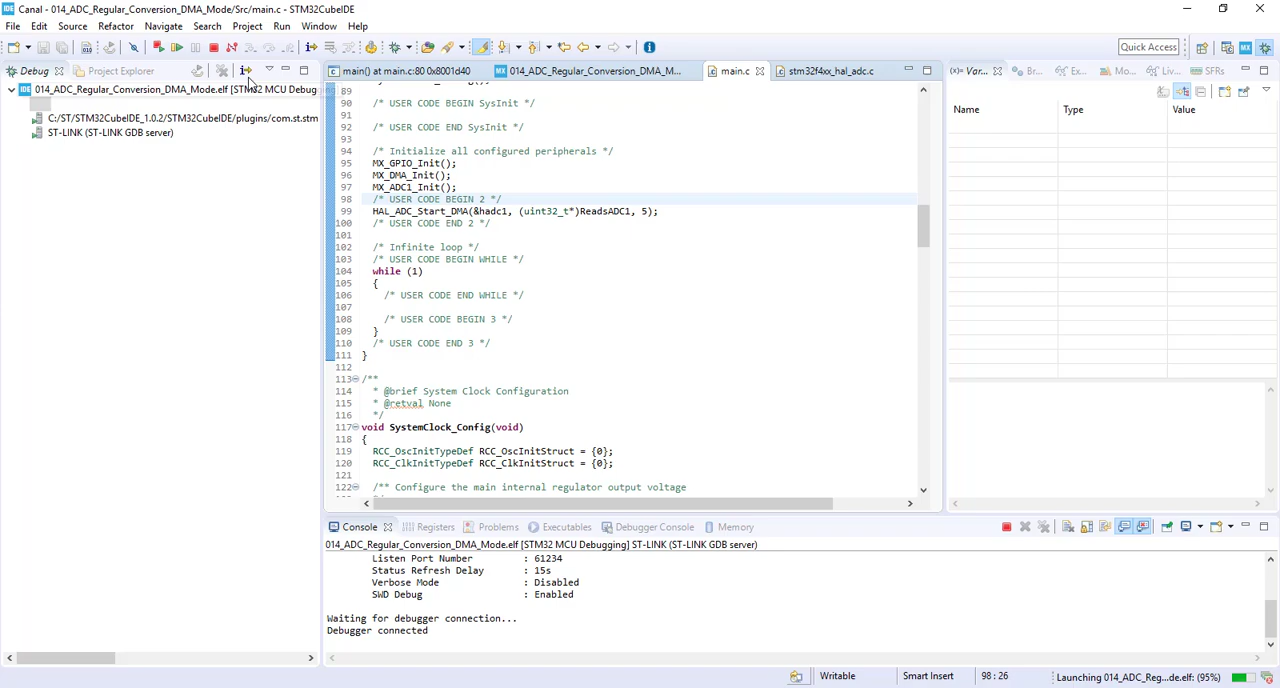 Canal - 014_ADC_Regular_Conversion_DMA_Mode/Src/main.c - STM32CubeIDE
File Edit Source Refactor Navigate Search Project Run Window Help
Quick Access
Debug Project Explorer
014_ADC_Regular_Conversion_DMA_Mode.elf [STM32 MCU Debug
C:/ST/STM32CubeIDE_1.0.2/STM32CubeIDE/plugins/com.st.stm
ST-LINK (ST-LINK GDB server)
main() at main.c:80 0x8001d40 014_ADC_Regular_Conversion_DMA_M... main.c stm32f4xx_hal_adc.c
89
90 /* USER CODE BEGIN SysInit */
91
92 /* USER CODE END SysInit */
93
94 /* Initialize all configured peripherals */
95 MX_GPIO_Init();
96 MX_DMA_Init();
97 MX_ADC1_Init();
98 /* USER CODE BEGIN 2 */
99 HAL_ADC_Start_DMA(&hadc1, (uint32_t*)ReadsADC1, 5);
100 /* USER CODE END 2 */
101
102 /* Infinite loop */
103 /* USER CODE BEGIN WHILE */
104 while (1)
105 {
106 /* USER CODE END WHILE */
107
108 /* USER CODE BEGIN 3 */
109 }
110 /* USER CODE END 3 */
111 }
112
113 /**
114 * @brief System Clock Configuration
115 * @retval None
116 */
117 void SystemClock_Config(void)
118 {
119 RCC_OscInitTypeDef RCC_OscInitStruct = {0};
120 RCC_ClkInitTypeDef RCC_ClkInitStruct = {0};
121
122 /** Configure the main internal regulator output voltage
(x)= Var... Br... Ex... Mo... Liv... SFRs
Name Type Value
Console Registers Problems Executables Debugger Console Memory
014_ADC_Regular_Conversion_DMA_Mode.elf [STM32 MCU Debugging] ST-LINK (ST-LINK GDB server)
Listen Port Number : 61234
Status Refresh Delay : 15s
Verbose Mode : Disabled
SWD Debug : Enabled
Waiting for debugger connection...
Debugger connected
Writable Smart Insert 98 : 26 Launching 014_ADC_Reg...de.elf: (95%)